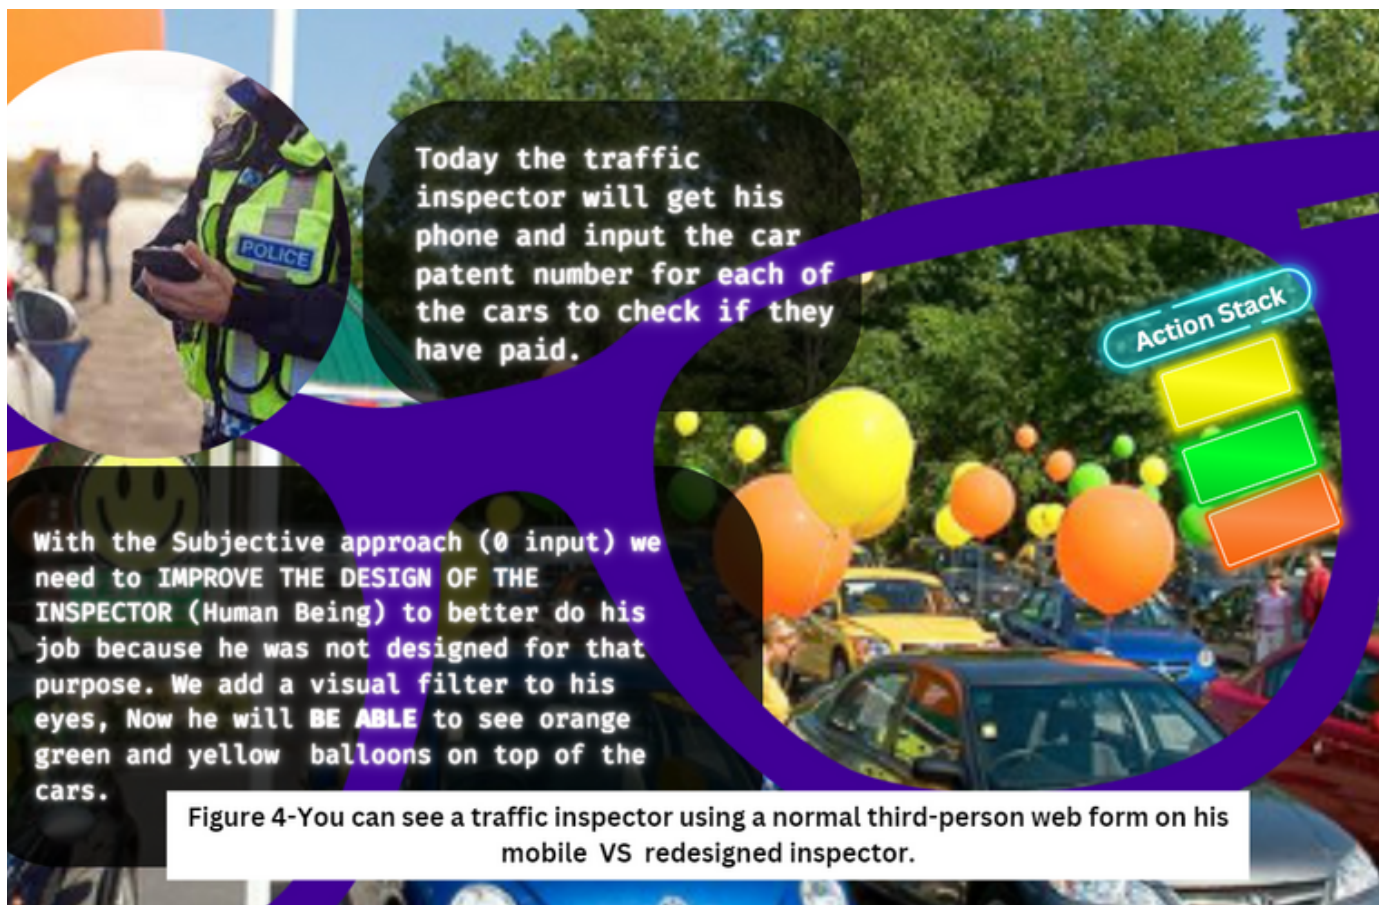 Today the traffic
inspector will get his
phone and input the car
patent number for each of
the cars to check if they
have paid.
POLICE
Action Stack
With the Subjective approach (0 input) we
need to IMPROVE THE DESIGN OF THE
INSPECTOR (Human Being) to better do his
job because he was not designed for that
purpose. We add a visual filter to his
eyes, Now he will BE ABLE to see orange
green and yellow balloons on top of the
cars.
Figure 4-You can see a traffic inspector using a normal third-person web form on his
mobile VS redesigned inspector.